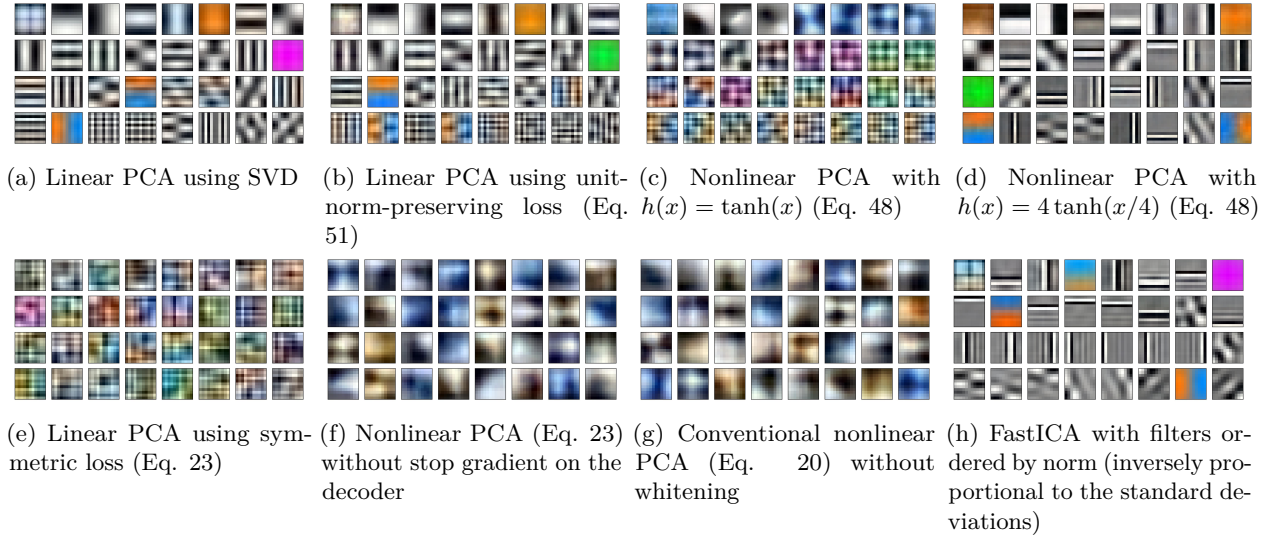 (a) Linear PCA using SVD
(b) Linear PCA using unit-
norm-preserving loss (Eq.
51)
(c) Nonlinear PCA with
h(x) = tanh(x) (Eq. 48)
(d) Nonlinear PCA with
h(x) = 4 tanh(x/4) (Eq. 48)
(e) Linear PCA using sym-
metric loss (Eq. 23)
(f) Nonlinear PCA (Eq. 23)
without stop gradient on the
decoder
(g) Conventional nonlinear
PCA (Eq. 20) without
whitening
(h) FastICA with filters or-
dered by norm (inversely pro-
portional to the standard de-
viations)